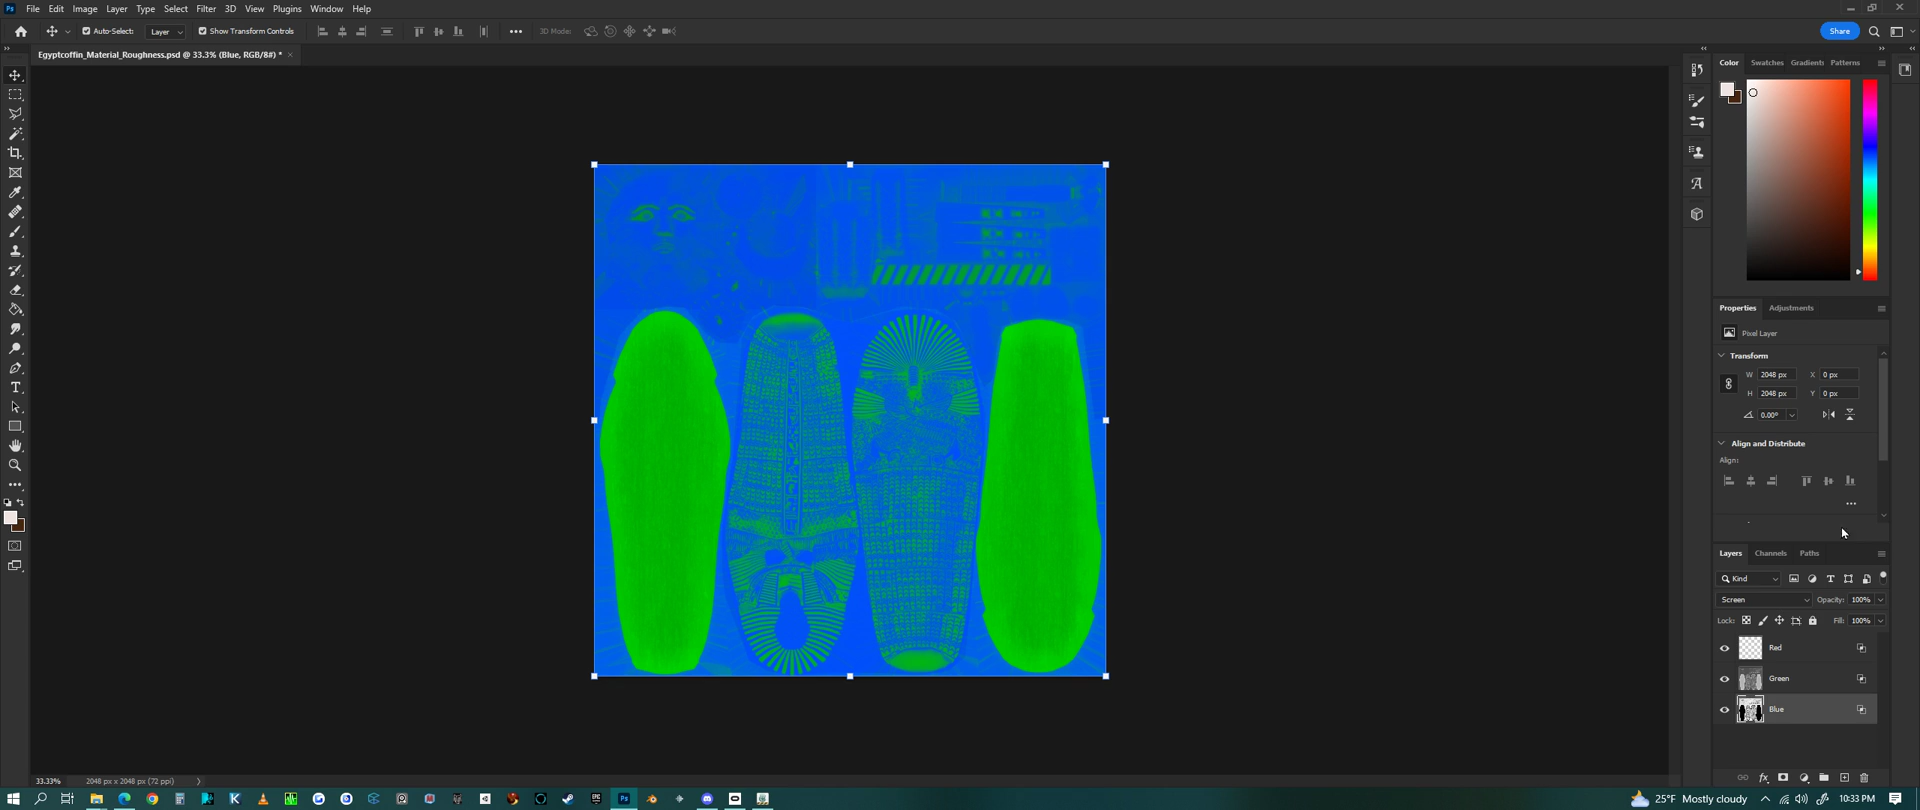 File Edit Image Layer Type Select Filter 3D View Plugins Window Help
Auto-Select: Layer Show Transform Controls 3D Mode: Share
Egyptcoffin_Material_Roughness.psd @ 33.3% (Blue, RGB/8#) * ×
Color Swatches Gradients Patterns
Properties Adjustments
Pixel Layer
Transform
W 2048 px X 0 px
H 2048 px Y 0 px
0.00°
Align and Distribute
Align:
Layers Channels Paths
Kind
Screen Opacity: 100%
Lock: Fill: 100%
Red
Green
Blue
33.33% 2048 px x 2048 px (72 ppi)
25°F Mostly cloudy 10:33 PM